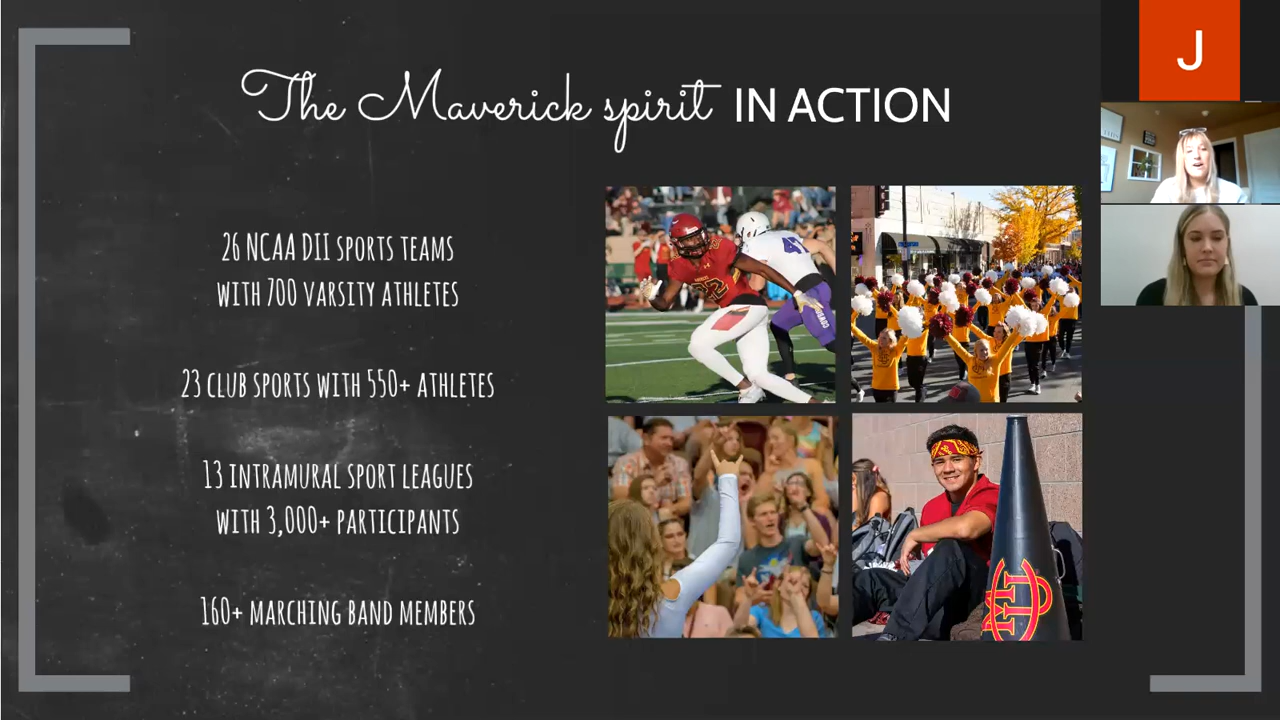 The Maverick spirit IN ACTION
26 NCAA DII SPORTS TEAMS
WITH 700 VARSITY ATHLETES
23 CLUB SPORTS WITH 550+ ATHLETES
13 INTRAMURAL SPORT LEAGUES
WITH 3,000+ PARTICIPANTS
160+ MARCHING BAND MEMBERS
J